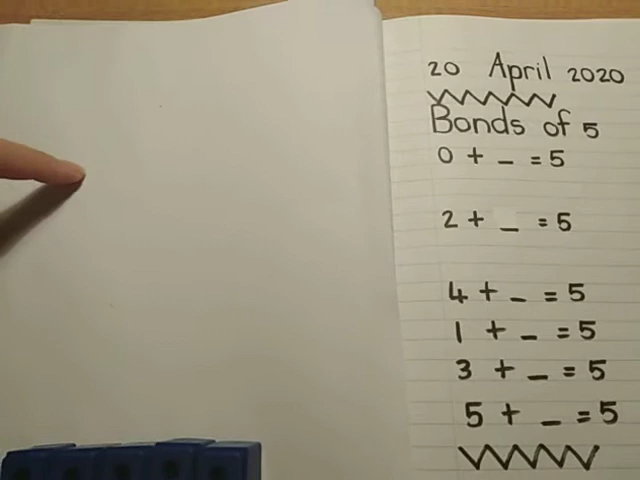 20 April 2020
Bonds of 5
0 + _ = 5
2 + _ = 5
4 + _ = 5
1 + _ = 5
3 + _ = 5
5 + _ = 5